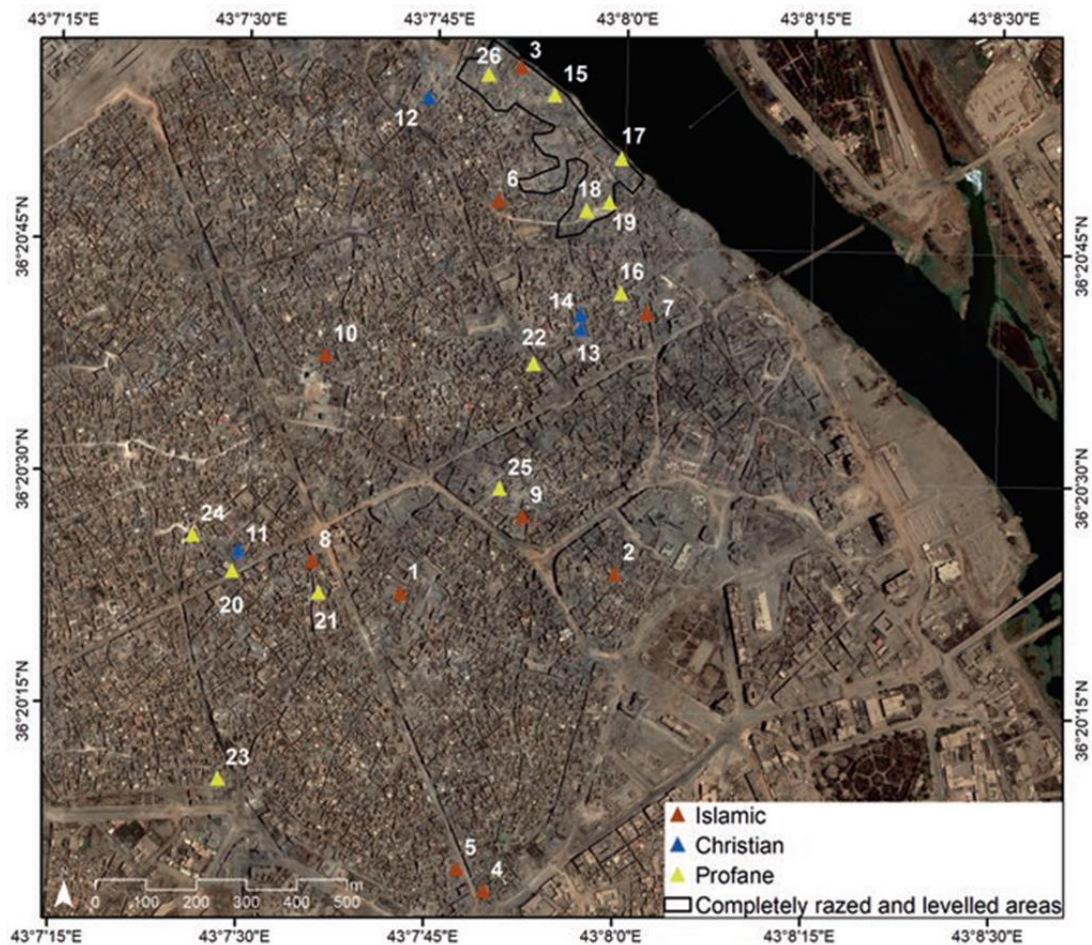 43°7'15"E 43°7'30"E 43°7'45"E 43°8'0"E 43°8'15"E 43°8'30"E
26 3
15
12
17
6
18
19
36°20'45"N 36°20'45"N
16
14 7
13
10
22
25
36°20'30"N 36°20'30"N
9
24 11
8 2
1
20 21
36°20'15"N 36°20'15"N
23
5 4
Islamic
Christian
Profane
Completely razed and levelled areas
N
0 100 200 300 400 500 m
43°7'15"E 43°7'30"E 43°7'45"E 43°8'0"E 43°8'15"E 43°8'30"E